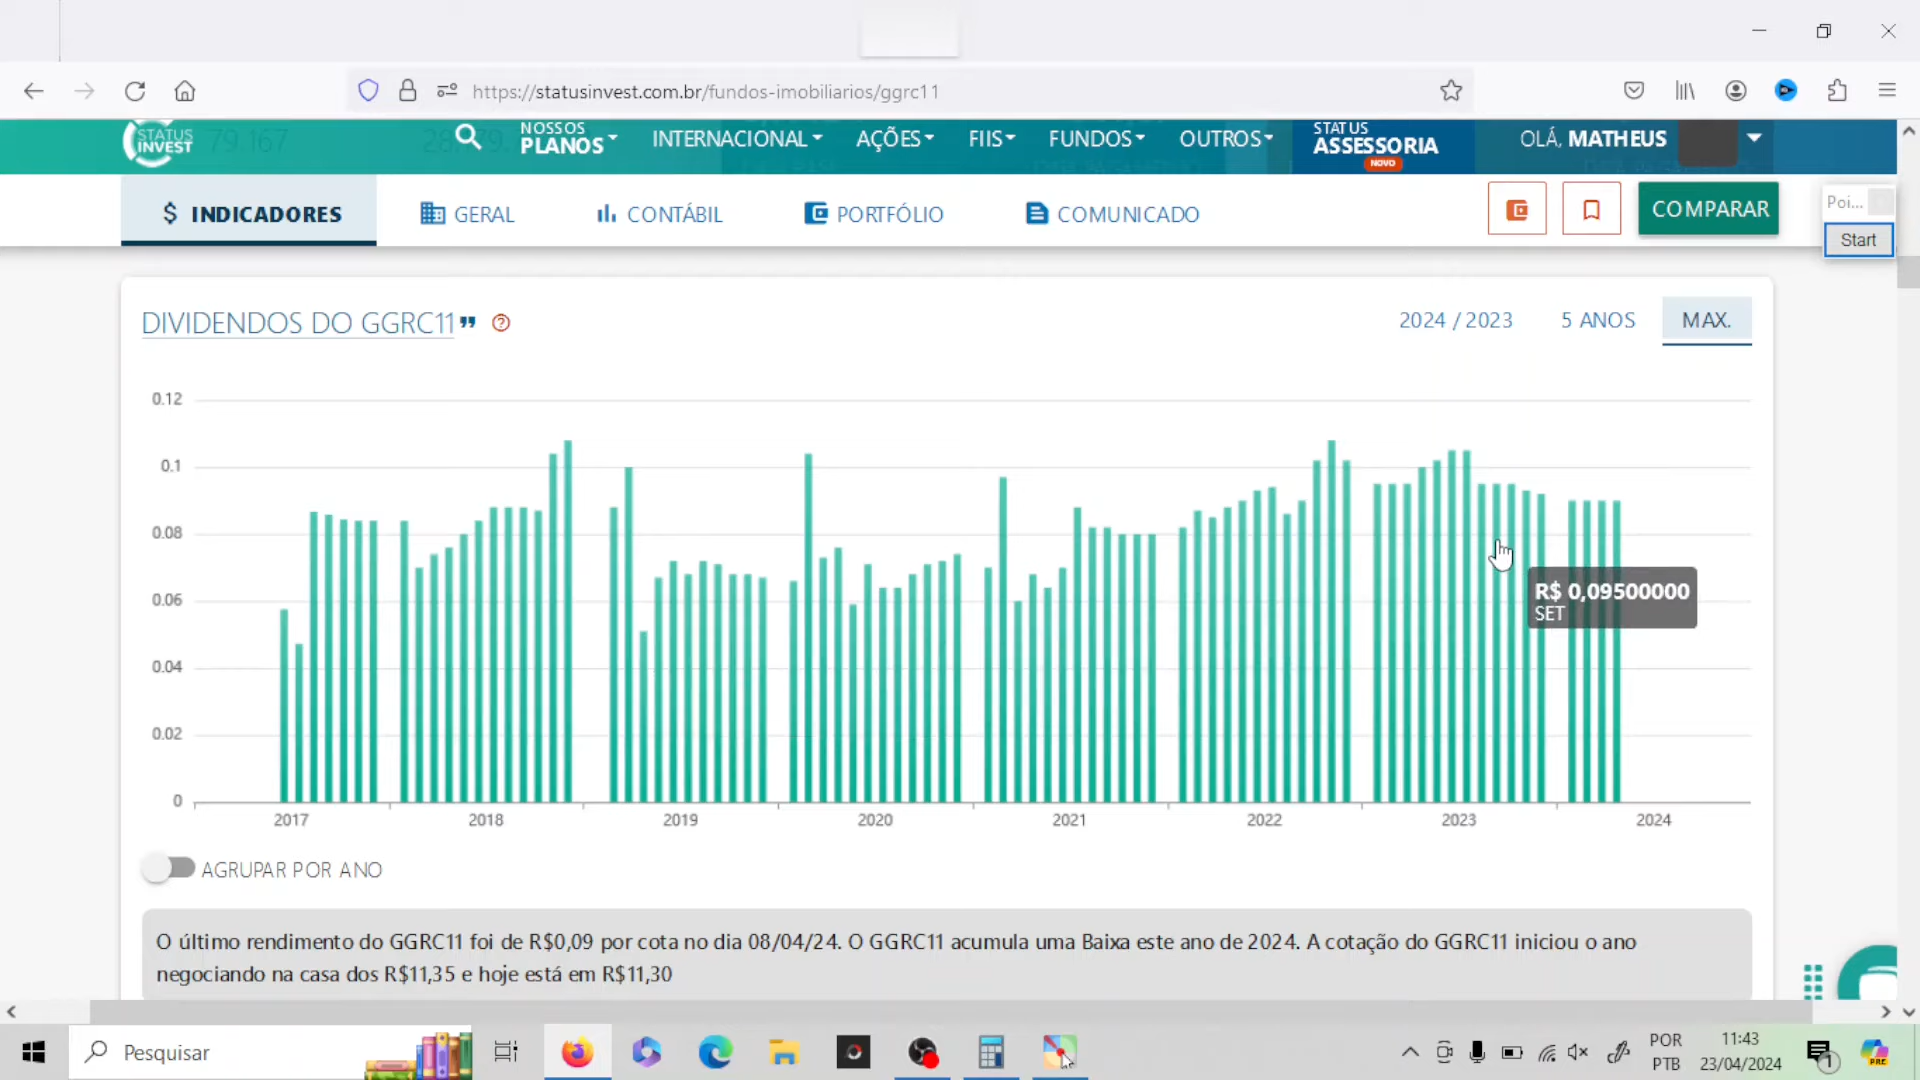 https://statusinvest.com.br/fundos-imobiliarios/ggrc11
STATUS
INVEST
79.167
NOSSOS
PLANOS
INTERNACIONAL
AÇÕES
FIIS
FUNDOS
OUTROS
STATUS
ASSESSORIA
NOVO
OLÁ, MATHEUS
INDICADORES
GERAL
CONTÁBIL
PORTFÓLIO
COMUNICADO
COMPARAR
Poi...
Start
DIVIDENDOS DO GGRC11
2024 / 2023
5 ANOS
MAX.
0.12
0.1
0.08
0.06
0.04
0.02
0
R$ 0,09500000
SET
2017
2018
2019
2020
2021
2022
2023
2024
AGRUPAR POR ANO
O último rendimento do GGRC11 foi de R$0,09 por cota no dia 08/04/24. O GGRC11 acumula uma Baixa este ano de 2024. A cotação do GGRC11 iniciou o ano
negociando na casa dos R$11,35 e hoje está em R$11,30
Pesquisar
POR
PTB
11:43
23/04/2024
1
PRE